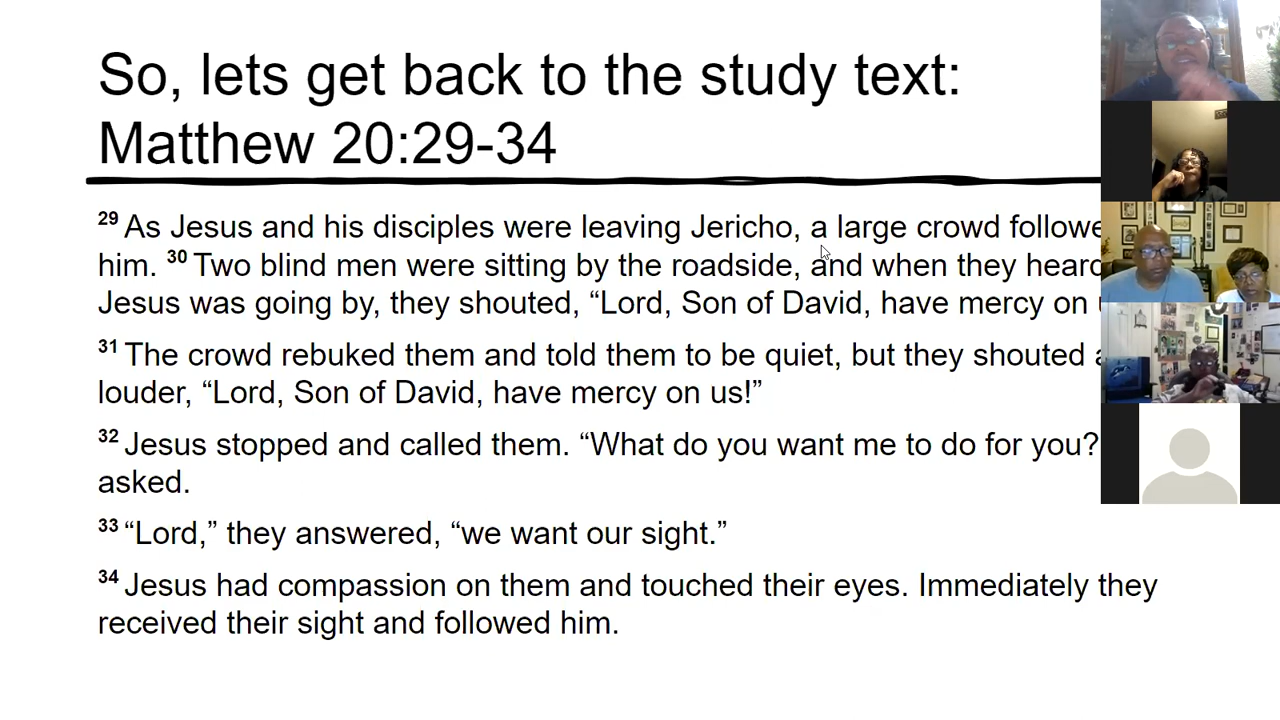 So, lets get back to the study text:
Matthew 20:29-34
29 As Jesus and his disciples were leaving Jericho, a large crowd followe
him. 30 Two blind men were sitting by the roadside, and when they heard
Jesus was going by, they shouted, “Lord, Son of David, have mercy on
31 The crowd rebuked them and told them to be quiet, but they shouted
louder, “Lord, Son of David, have mercy on us!”
32 Jesus stopped and called them. “What do you want me to do for you?
asked.
33 “Lord,” they answered, “we want our sight.”
34 Jesus had compassion on them and touched their eyes. Immediately they
received their sight and followed him.